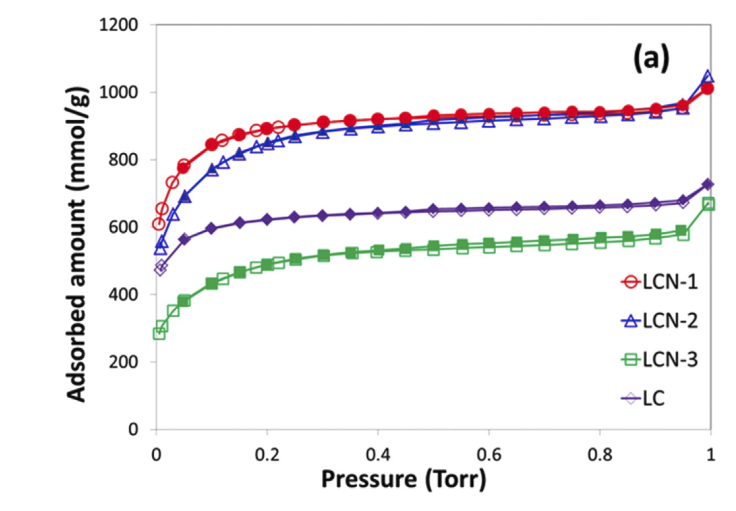 1200
(a)
1000
800
600
400
200
0
Adsorbed amount (mmol/g)
LCN-1
LCN-2
LCN-3
LC
0 0.2 0.4 0.6 0.8 1
Pressure (Torr)